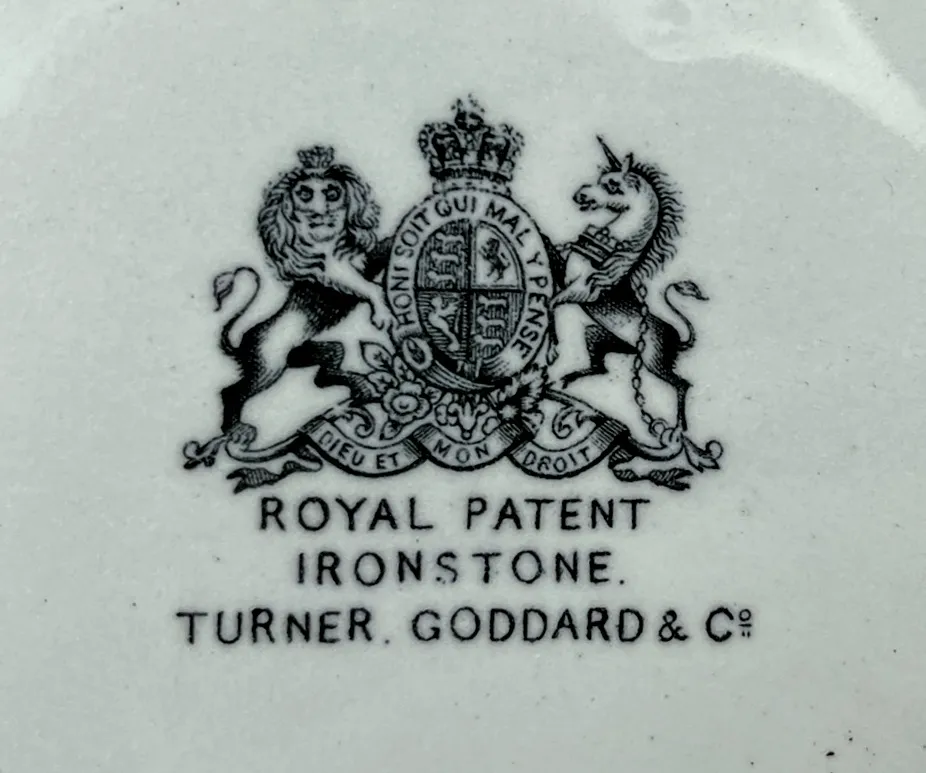 HONI SOIT QUI MAL Y PENSE
DIEU ET MON DROIT
ROYAL PATENT
IRONSTONE.
TURNER. GODDARD & Cº